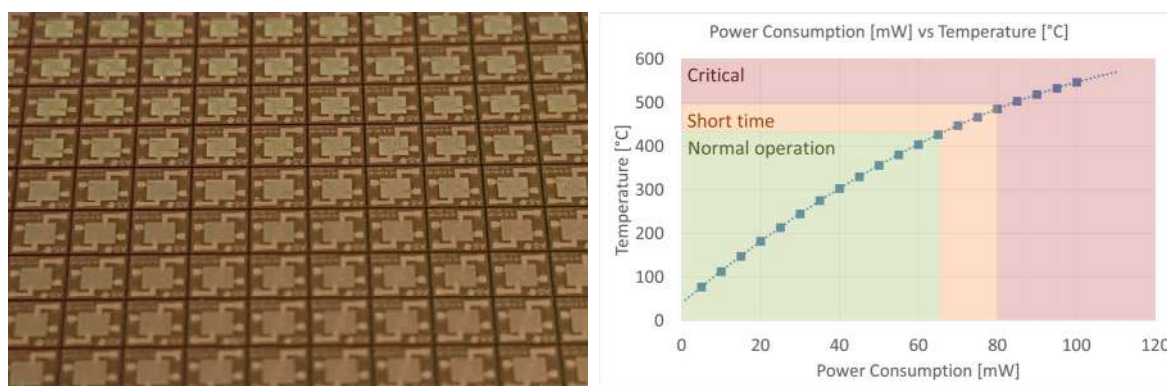 Power Consumption [mW] vs Temperature [°C]
600
500
400
300
200
100
0
Temperature [°C]
Critical
Short time
Normal operation
0 20 40 60 80 100 120
Power Consumption [mW]